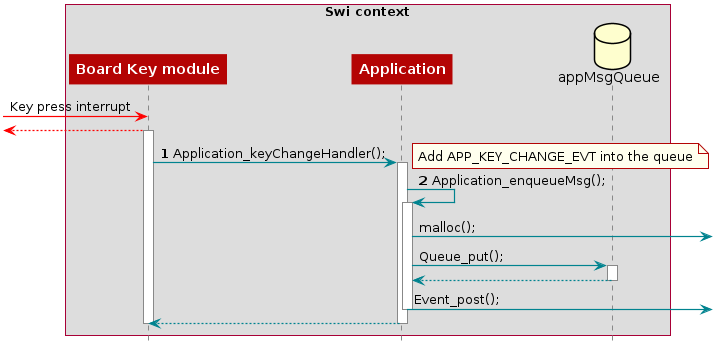 Swi context
Board Key module
Application
appMsgQueue
Key press interrupt
1 Application_keyChangeHandler();
Add APP_KEY_CHANGE_EVT into the queue
2 Application_enqueueMsg();
malloc();
Queue_put();
Event_post();